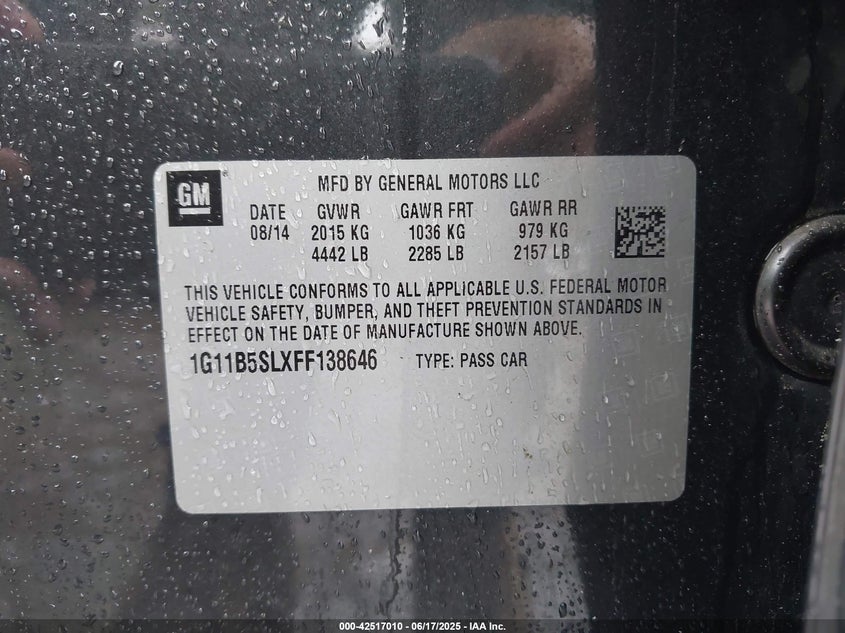 GM
MFD BY GENERAL MOTORS LLC
DATE GVWR GAWR FRT GAWR RR
08/14 2015 KG 1036 KG 979 KG
4442 LB 2285 LB 2157 LB
THIS VEHICLE CONFORMS TO ALL APPLICABLE U.S. FEDERAL MOTOR
VEHICLE SAFETY, BUMPER, AND THEFT PREVENTION STANDARDS IN
EFFECT ON THE DATE OF MANUFACTURE SHOWN ABOVE.
1G11B5SLXFF138646 TYPE: PASS CAR
000-42517010 - 06/17/2025 - IAA Inc.